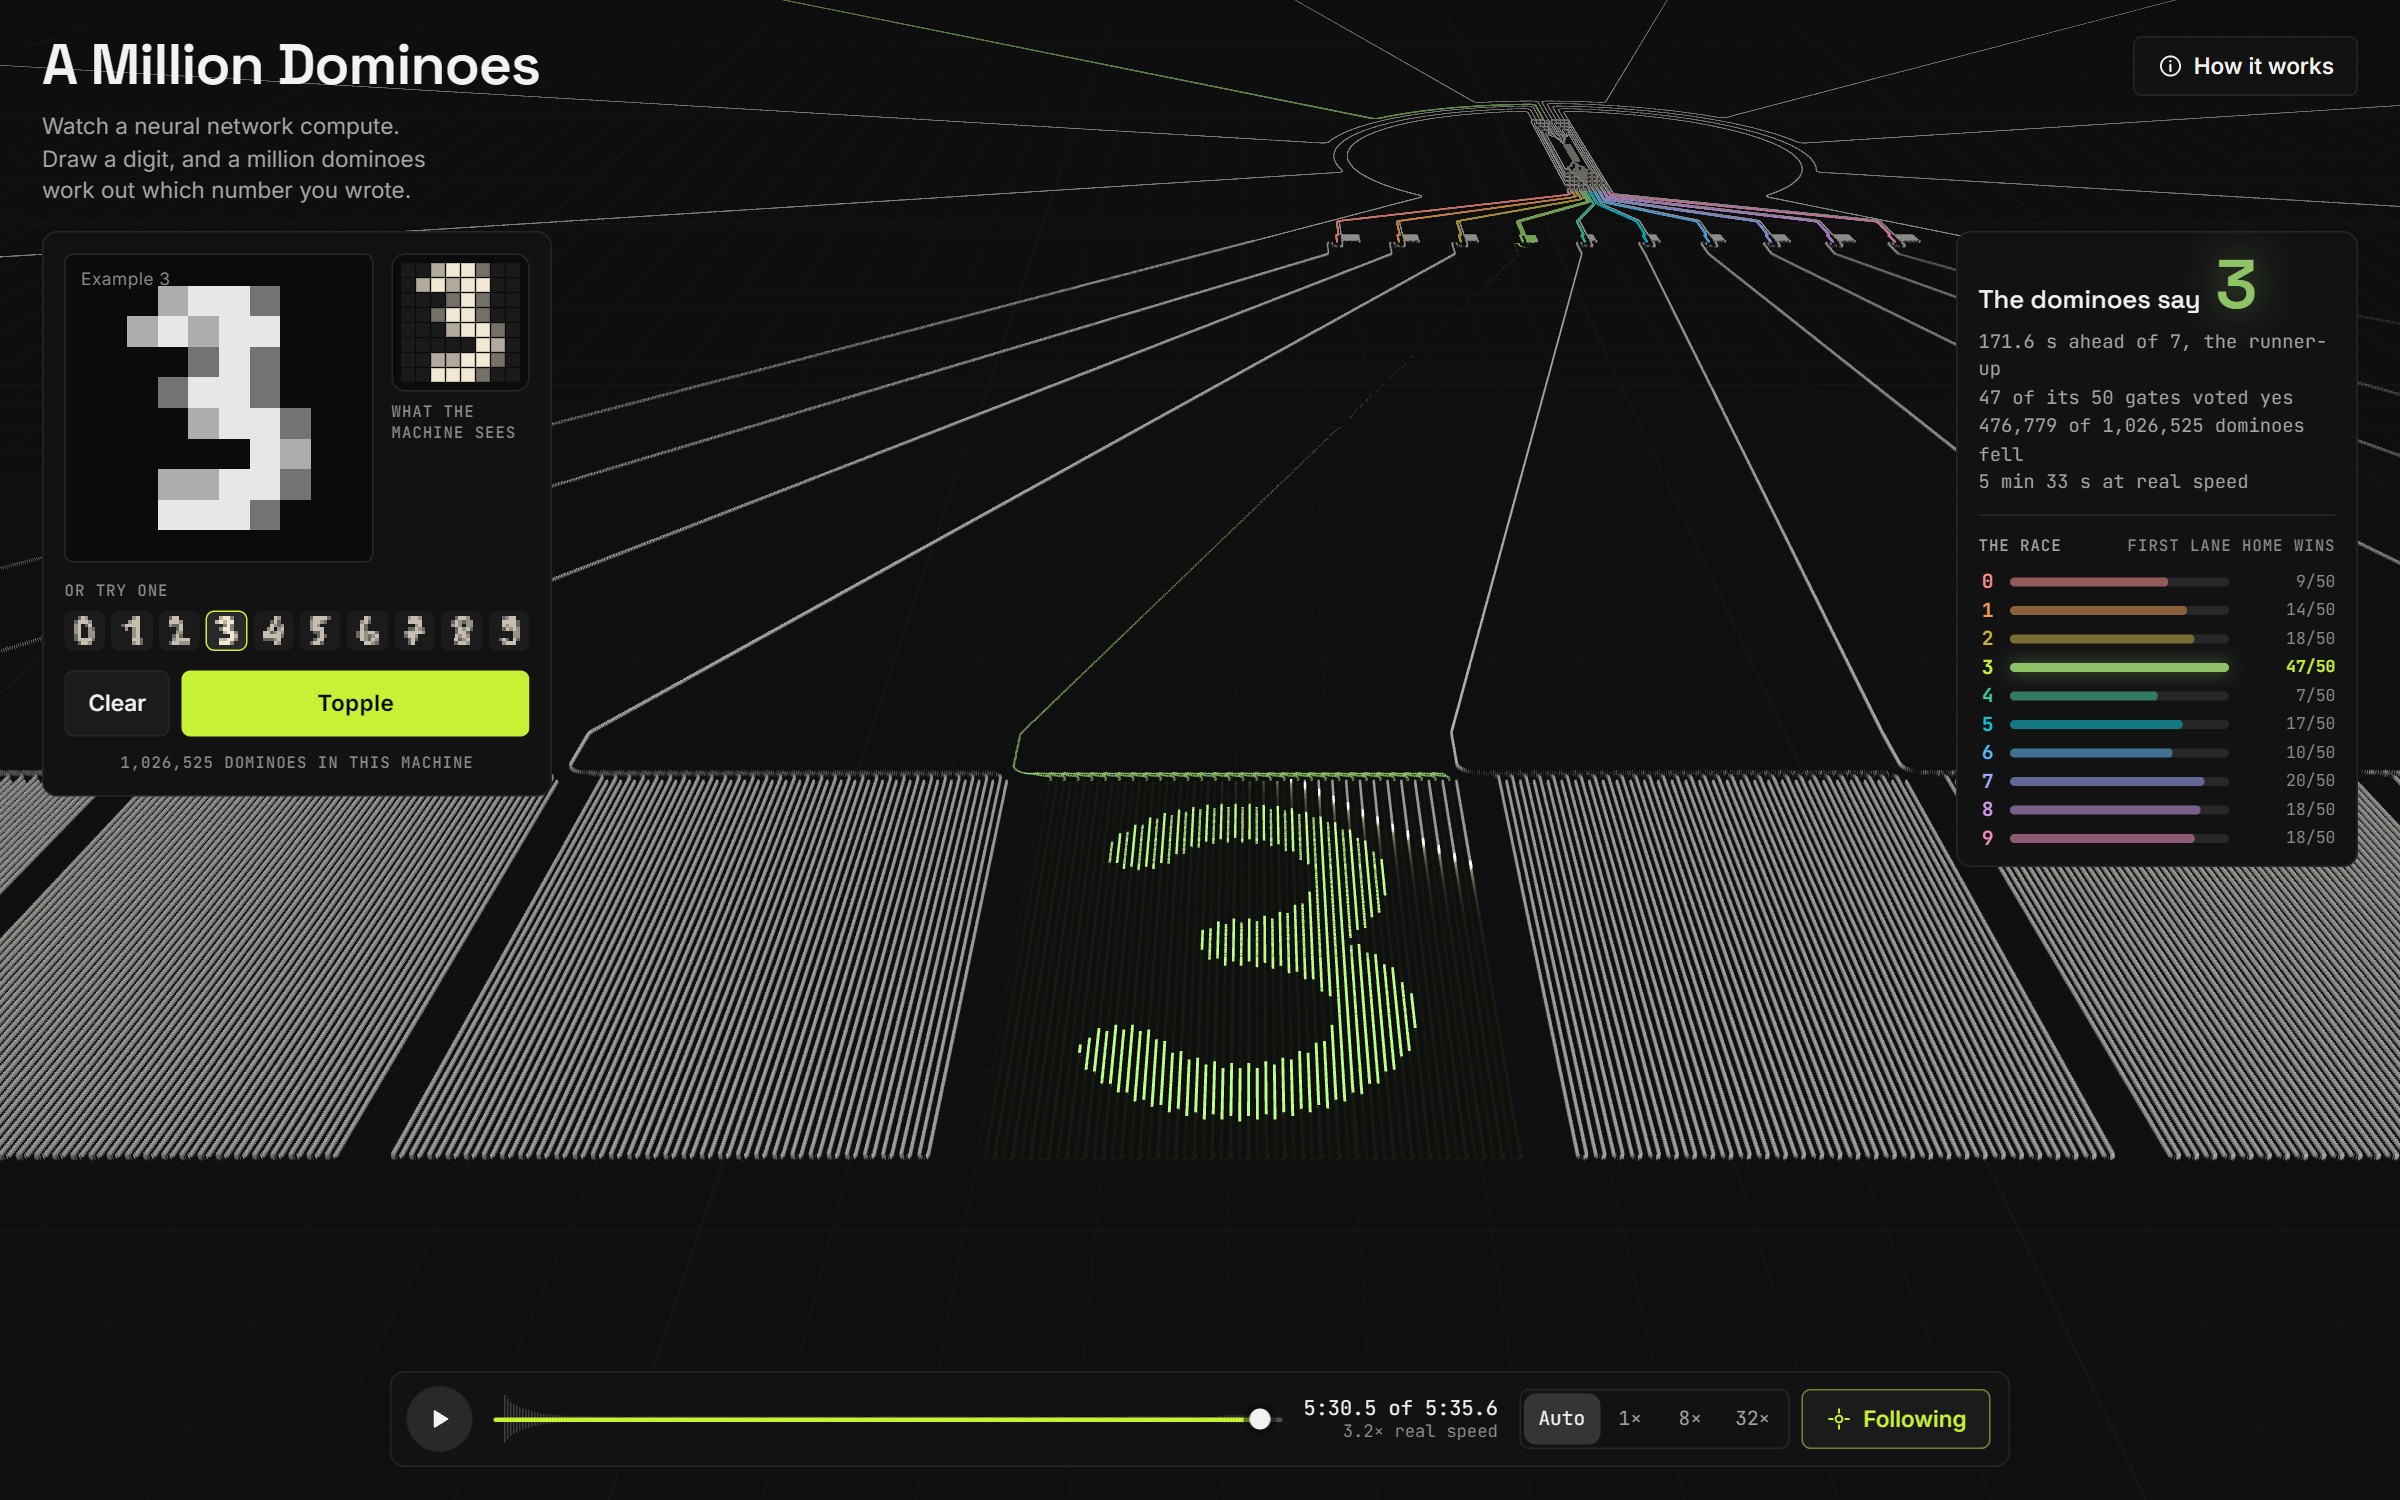 A Million Dominoes
Watch a neural network compute.
Draw a digit, and a million dominoes
work out which number you wrote.
How it works
Example 3
WHAT THE
MACHINE SEES
OR TRY ONE
0 1 2 3 4 5 6 7 8 9
Clear
Topple
1,026,525 DOMINOES IN THIS MACHINE
The dominoes say 3
171.6 s ahead of 7, the runner-
up
47 of its 50 gates voted yes
476,779 of 1,026,525 dominoes
fell
5 min 33 s at real speed
THE RACE FIRST LANE HOME WINS
0 9/50
1 14/50
2 18/50
3 47/50
4 7/50
5 17/50
6 10/50
7 20/50
8 18/50
9 18/50
3
5:30.5 of 5:35.6
3.2× real speed
Auto 1× 8× 32×
Following